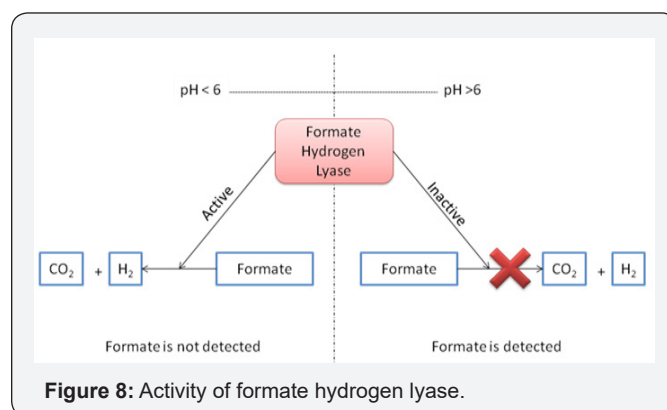 pH < 6
pH >6
Formate
Hydrogen
Lyase
Active
Inactive
CO₂ + H₂ Formate
Formate CO₂ + H₂
Formate is not detected
Formate is detected
Figure 8: Activity of formate hydrogen lyase.